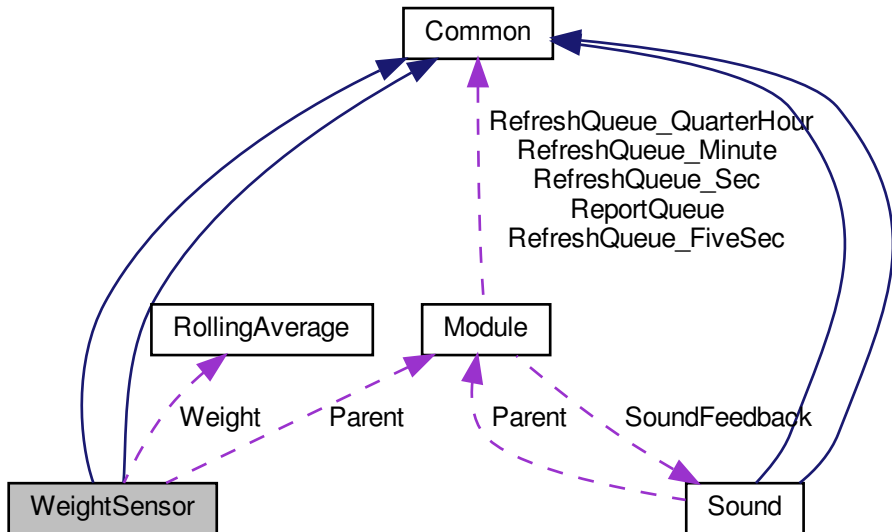 Common
RefreshQueue_QuarterHour
RefreshQueue_Minute
RefreshQueue_Sec
ReportQueue
RefreshQueue_FiveSec
RollingAverage
Module
Weight
Parent
Parent
SoundFeedback
WeightSensor
Sound